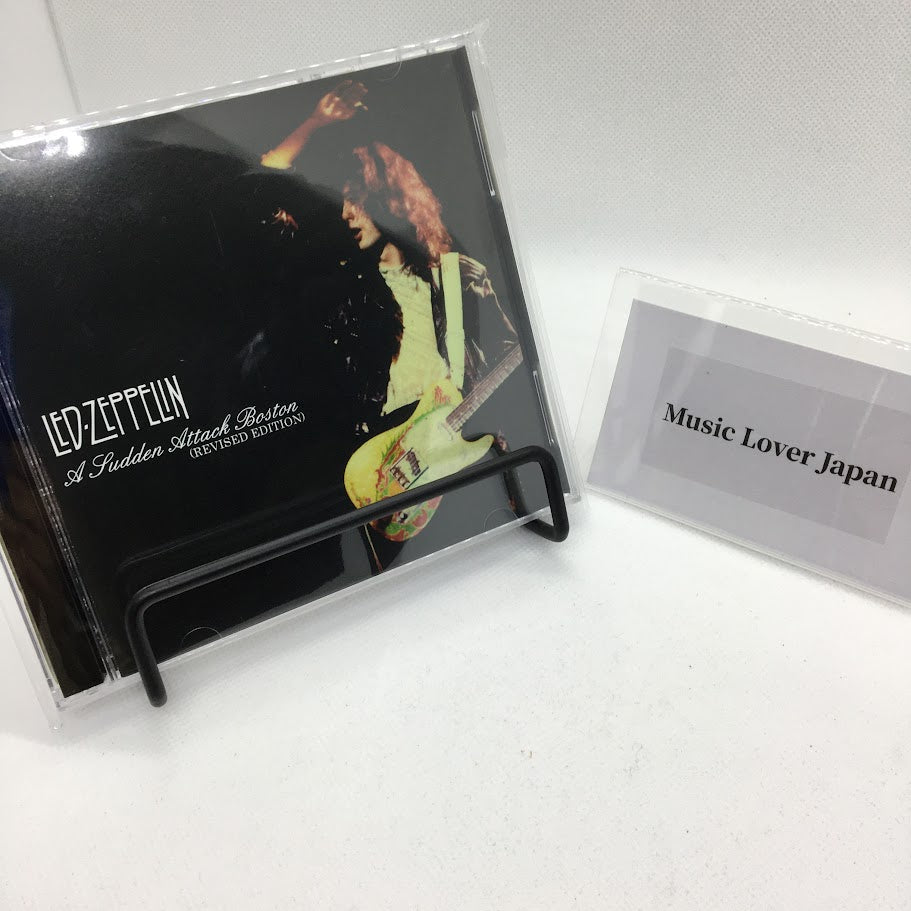 LED-ZEPPELIN
A Sudden Attack Boston
(REVISED EDITION)
Music Lover Japan